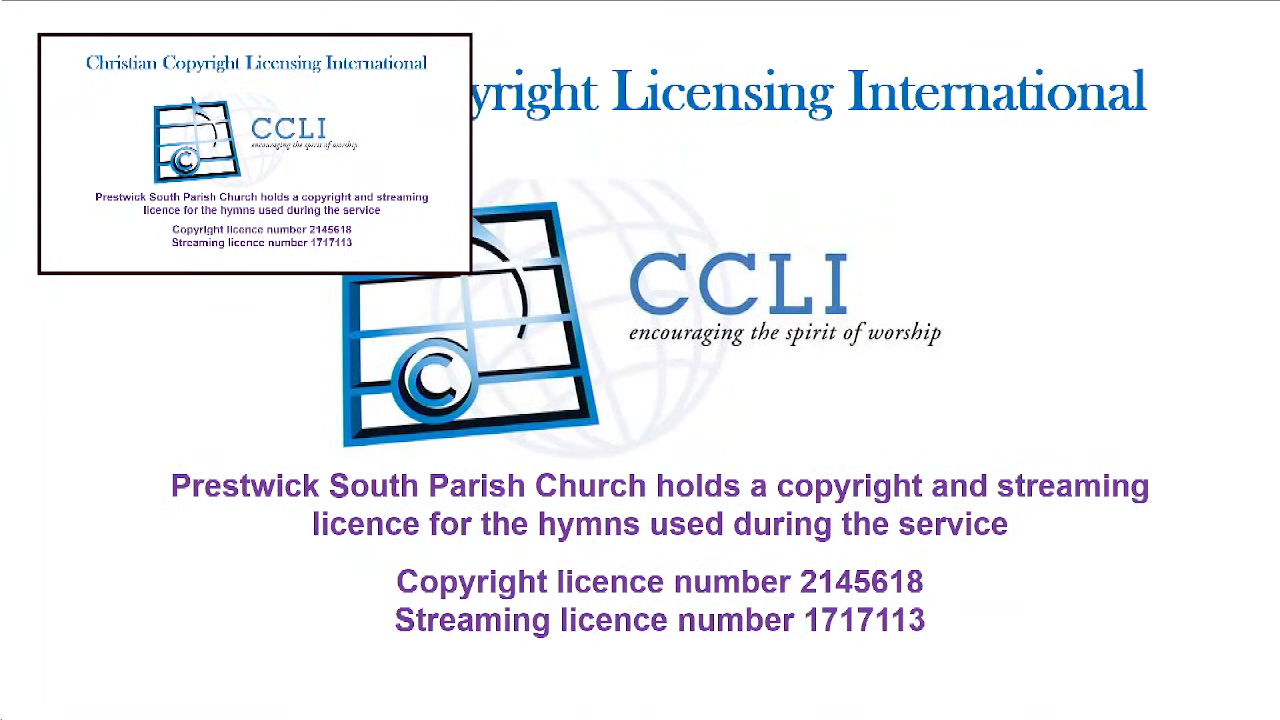 Christian Copyright Licensing International
CCLI
encouraging the spirit of worship
Prestwick South Parish Church holds a copyright and streaming
licence for the hymns used during the service
Copyright licence number 2145618
Streaming licence number 1717113
yright Licensing International
C
CCLI
encouraging the spirit of worship
Prestwick South Parish Church holds a copyright and streaming
licence for the hymns used during the service
Copyright licence number 2145618
Streaming licence number 1717113